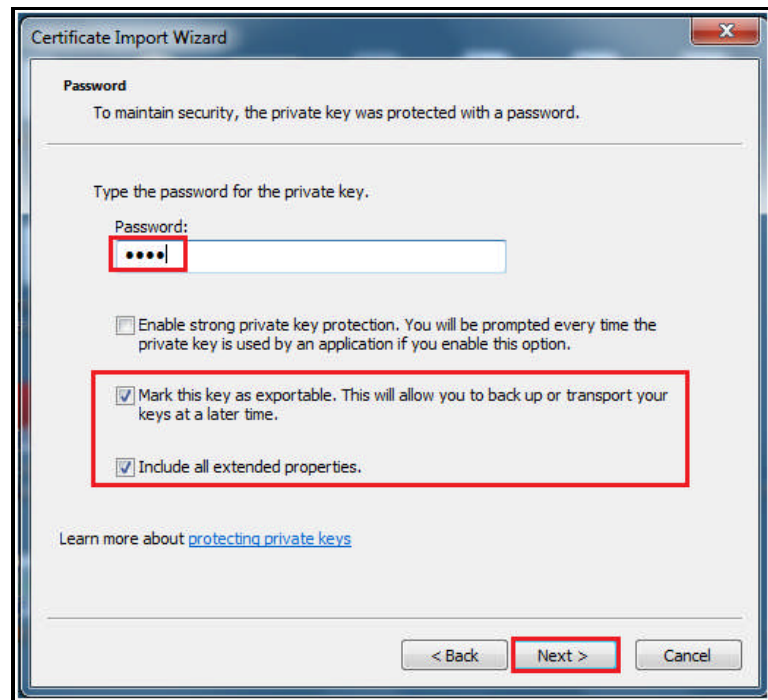 Certificate Import Wizard
Password
To maintain security, the private key was protected with a password.
Type the password for the private key.
Password:
••••
Enable strong private key protection. You will be prompted every time the
private key is used by an application if you enable this option.
Mark this key as exportable. This will allow you to back up or transport your
keys at a later time.
Include all extended properties.
Learn more about protecting private keys
< Back Next > Cancel